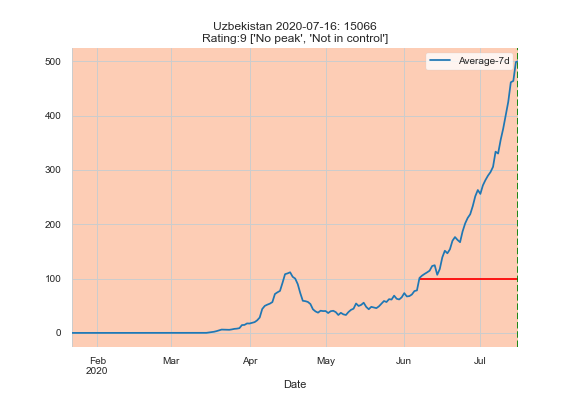 Uzbekistan 2020-07-16: 15066
Rating:9 ['No peak', 'Not in control']
Average-7d
500
400
300
200
100
0
Feb
2020
Mar
Apr
May
Jun
Jul
Date